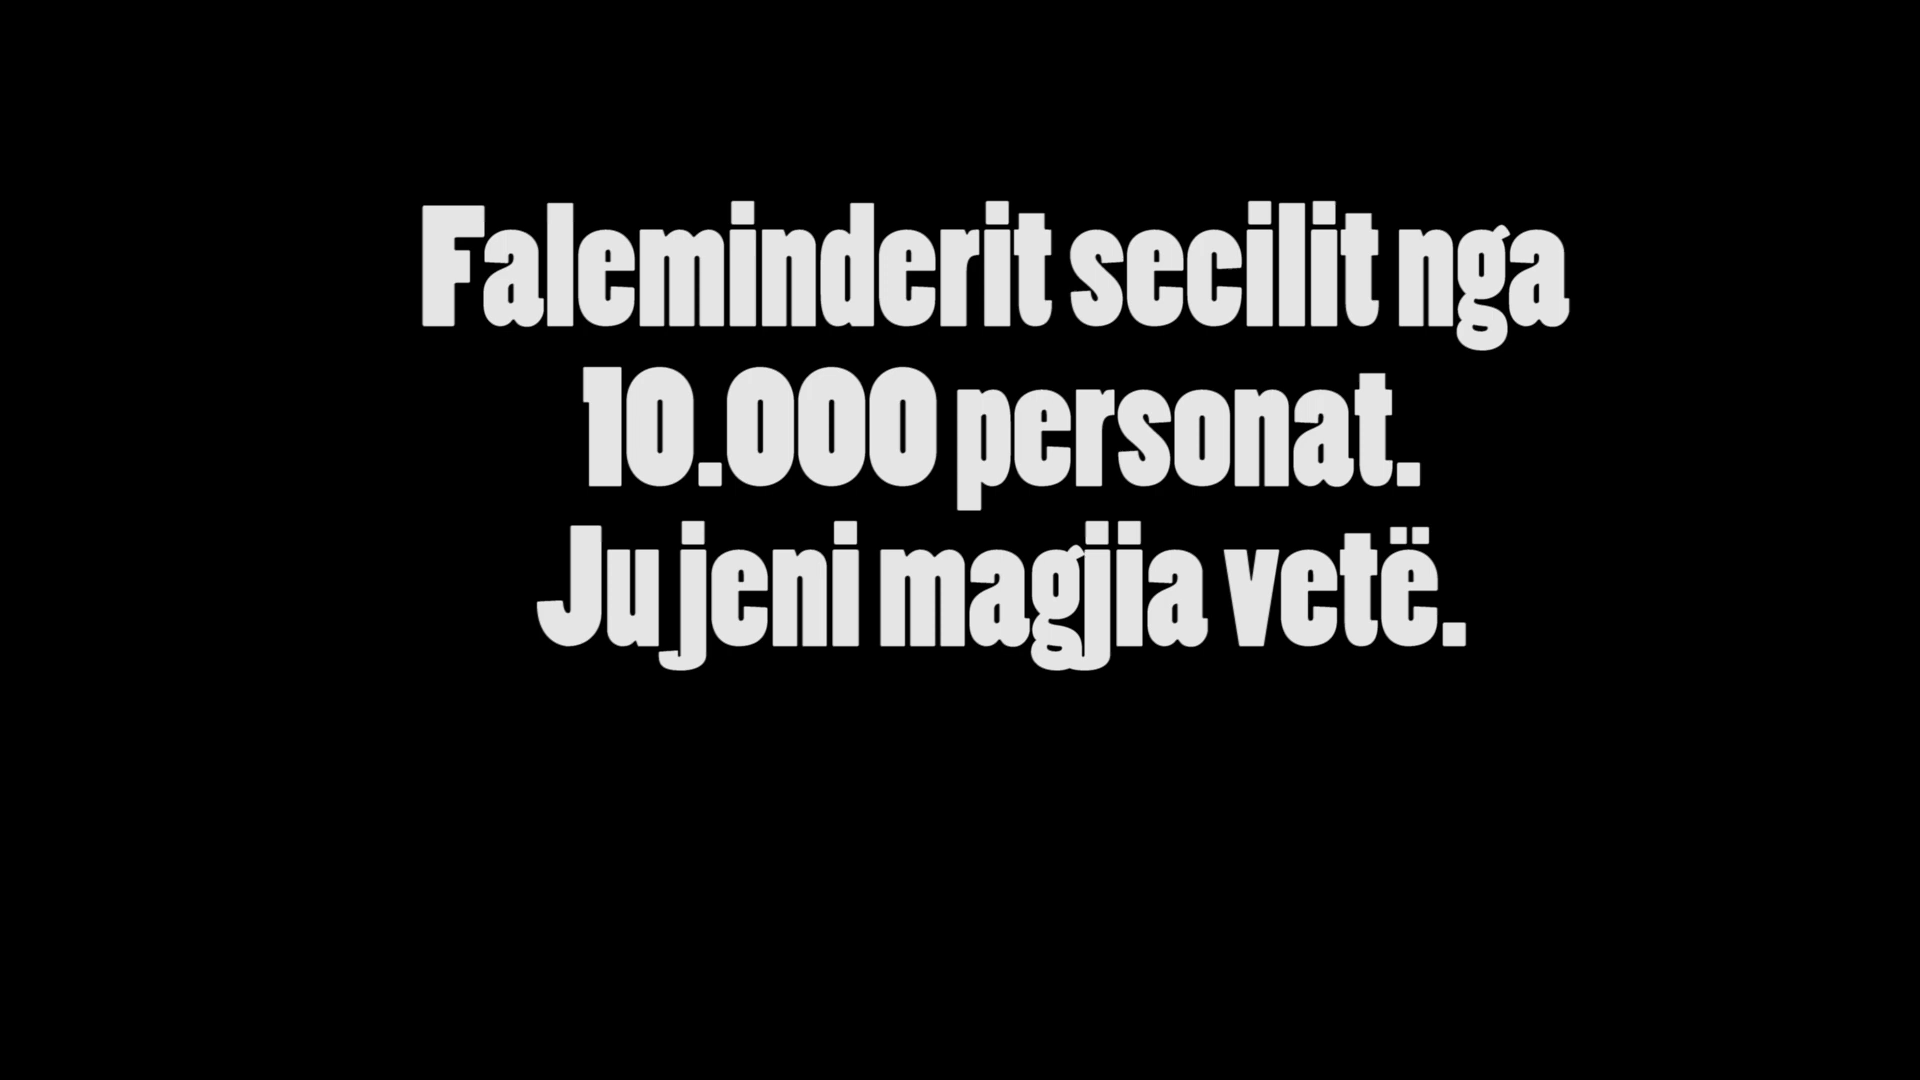 Faleminderit secilit nga
10.000 personat.
Ju jeni magjia vetë.